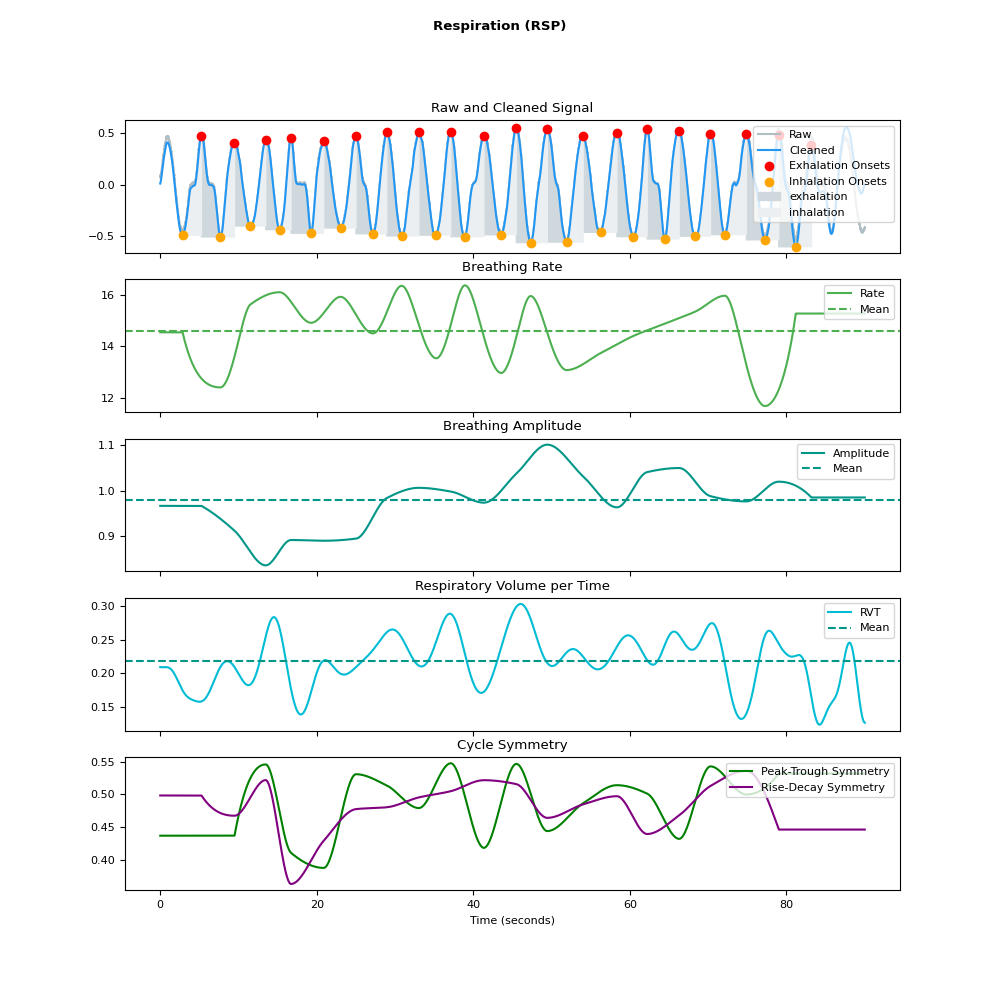 Respiration (RSP)
Raw and Cleaned Signal
0.5
0.0
−0.5
Raw
Cleaned
Exhalation Onsets
Inhalation Onsets
exhalation
inhalation
Breathing Rate
16
14
12
Rate
Mean
Breathing Amplitude
1.1
1.0
0.9
Amplitude
Mean
Respiratory Volume per Time
0.30
0.25
0.20
0.15
RVT
Mean
Cycle Symmetry
0.55
0.50
0.45
0.40
Peak-Trough Symmetry
Rise-Decay Symmetry
0 20 40 60 80
Time (seconds)